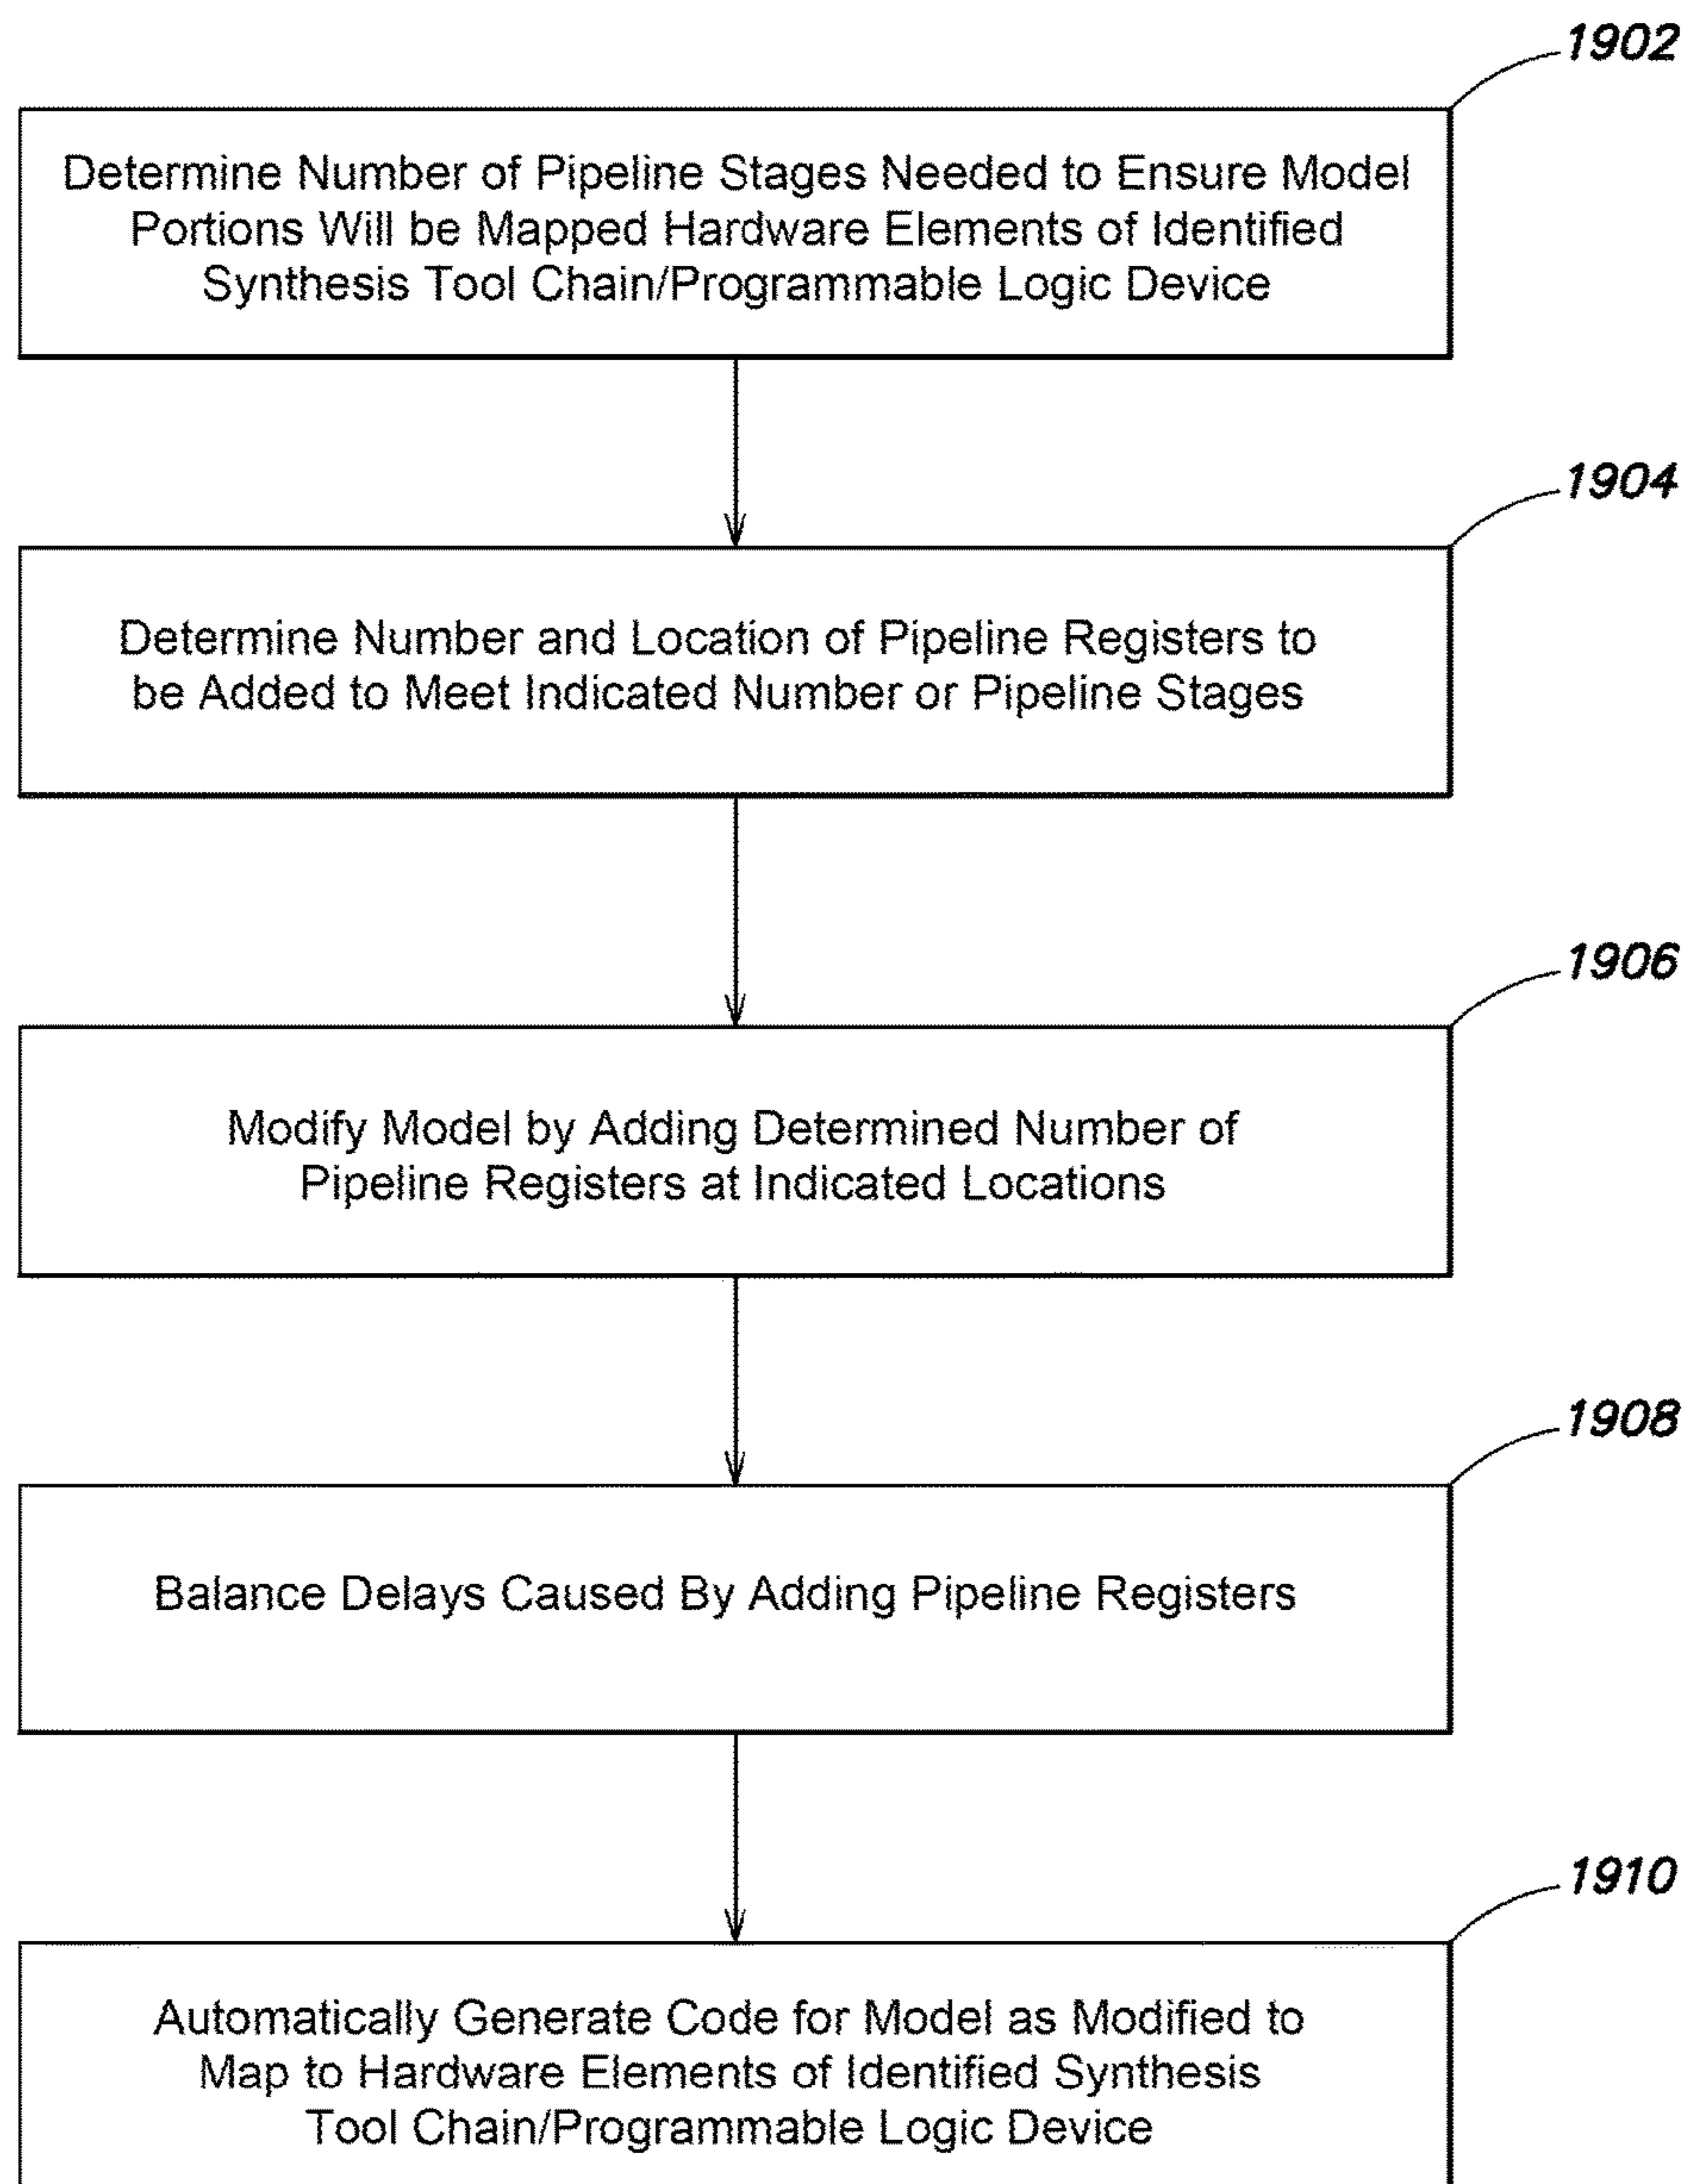 1902
Determine Number of Pipeline Stages Needed to Ensure Model
Portions Will be Mapped Hardware Elements of Identified
Synthesis Tool Chain/Programmable Logic Device
1904
Determine Number and Location of Pipeline Registers to
be Added to Meet Indicated Number or Pipeline Stages
1906
Modify Model by Adding Determined Number of
Pipeline Registers at Indicated Locations
1908
Balance Delays Caused By Adding Pipeline Registers
1910
Automatically Generate Code for Model as Modified to
Map to Hardware Elements of Identified Synthesis
Tool Chain/Programmable Logic Device